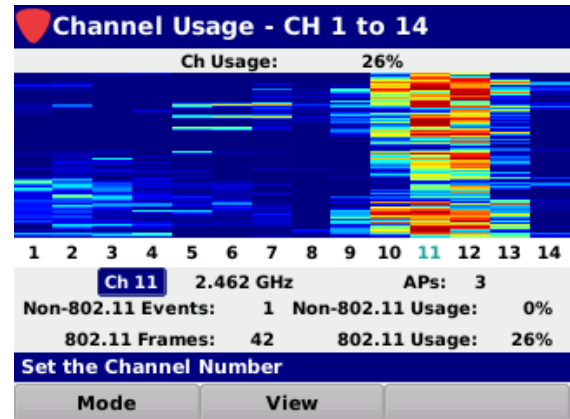 Channel Usage - CH 1 to 14
Ch Usage: 26%
1 2 3 4 5 6 7 8 9 10 11 12 13 14
Ch 11 2.462 GHz APs: 3
Non-802.11 Events: 1 Non-802.11 Usage: 0%
802.11 Frames: 42 802.11 Usage: 26%
Set the Channel Number
Mode View